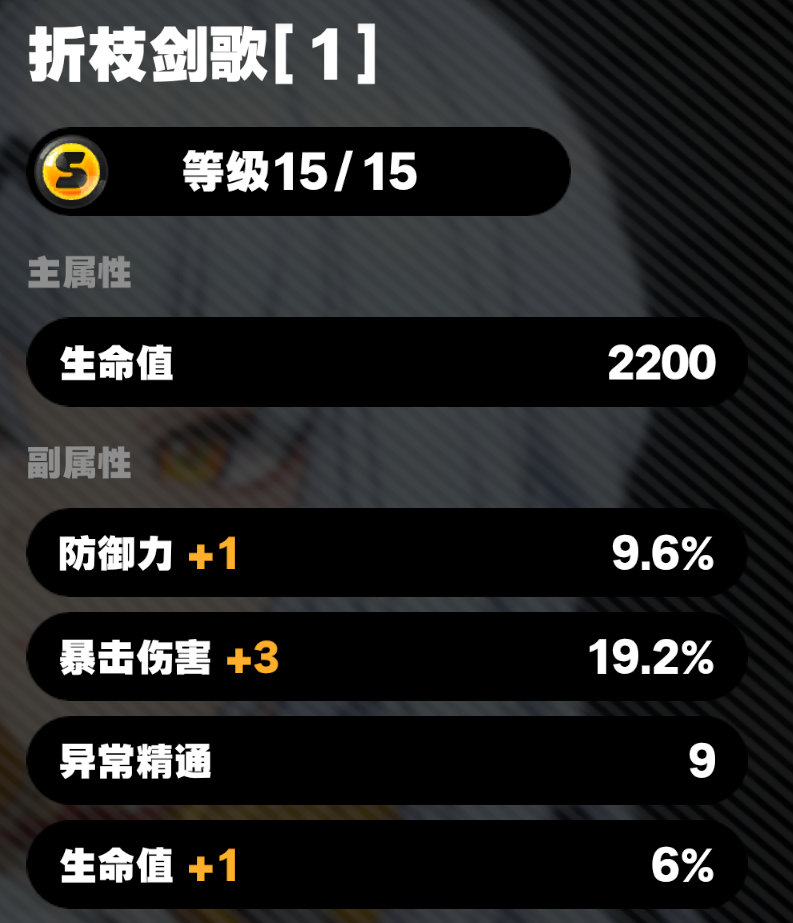 折枝剑歌[ 1 ]
S 等级15/15
主属性
生命值 2200
副属性
防御力 +1 9.6%
暴击伤害 +3 19.2%
异常精通 9
生命值 +1 6%